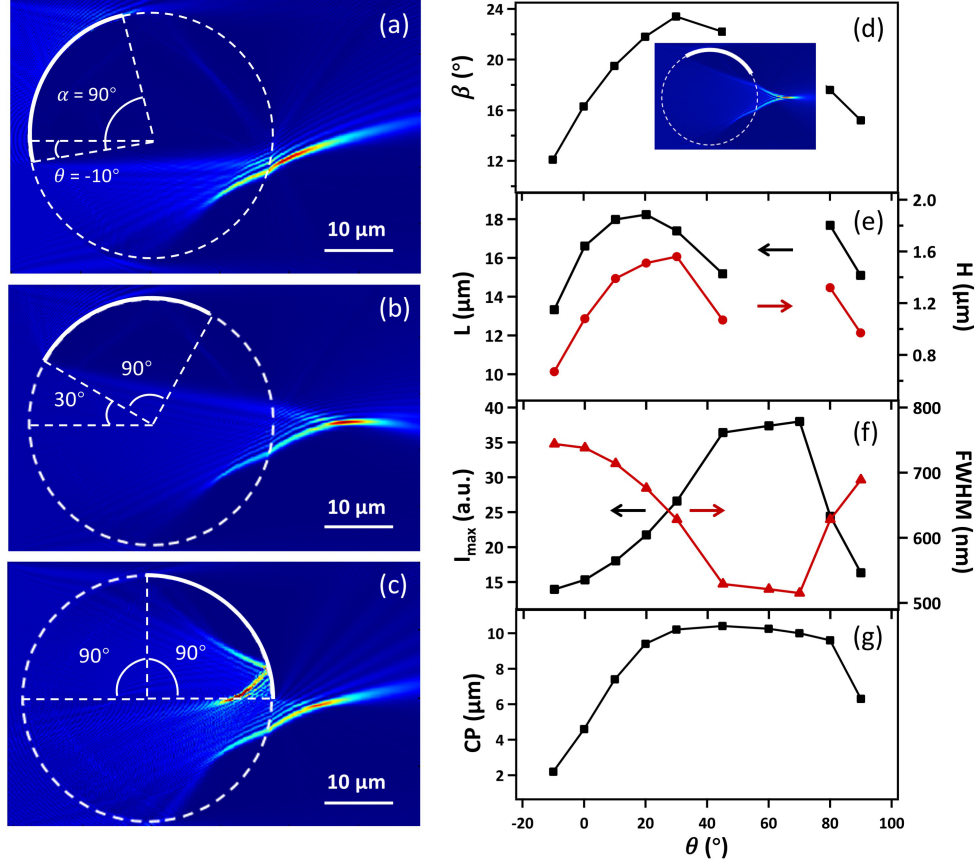 (a)
α = 90°
θ = -10°
10 µm
(b)
90°
30°
10 µm
(c)
90°
90°
10 µm
(d)
24
20
16
12
β (°)
(e)
18
16
14
12
10
L (µm)
2.0
1.6
1.2
0.8
H (µm)
(f)
40
35
30
25
20
15
I_max (a.u.)
800
700
600
500
FWHM (nm)
(g)
10
8
6
4
2
CP (µm)
-20 0 20 40 60 80 100
θ (°)